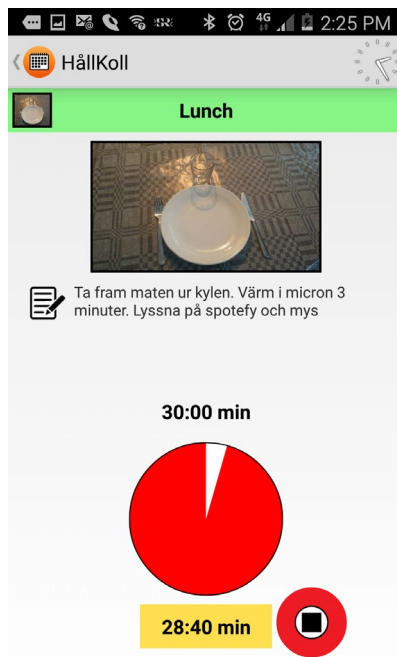 4G
2:25 PM
HållKoll
Lunch
Ta fram maten ur kylen. Värm i micron 3
minuter. Lyssna på spotefy och mys
30:00 min
28:40 min